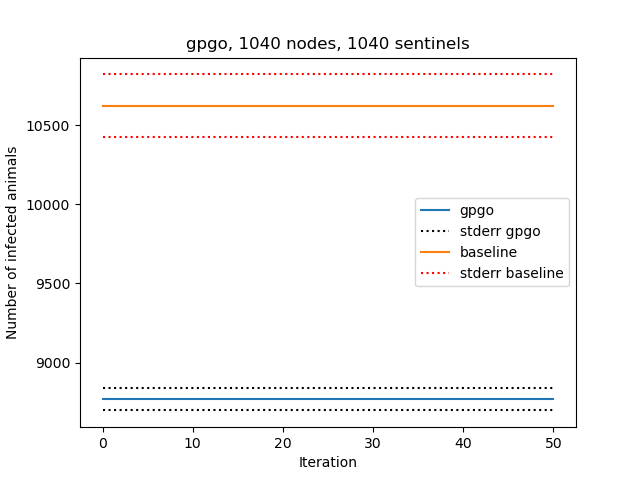 gpgo, 1040 nodes, 1040 sentinels
Number of infected animals
10500
10000
9500
9000
gpgo
stderr gpgo
baseline
stderr baseline
0 10 20 30 40 50
Iteration